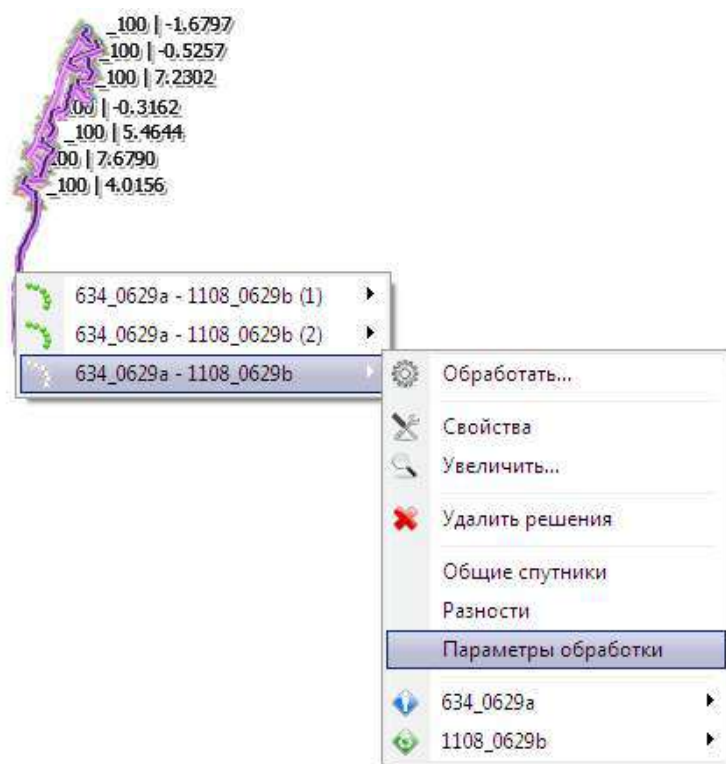 _100 | -1.6797
_100 | -0.5257
_100 | 7.2302
_100 | -0.3162
_100 | 5.4644
_100 | 7.6790
_100 | 4.0156
634_0629a - 1108_0629b (1)
634_0629a - 1108_0629b (2)
634_0629a - 1108_0629b
Обработать...
Свойства
Увеличить...
Удалить решения
Общие спутники
Разности
Параметры обработки
634_0629a
1108_0629b